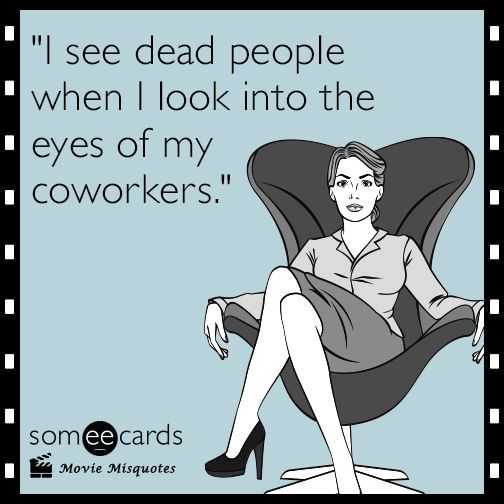 "I see dead people
when I look into the
eyes of my
coworkers."
someecards
Movie Misquotes